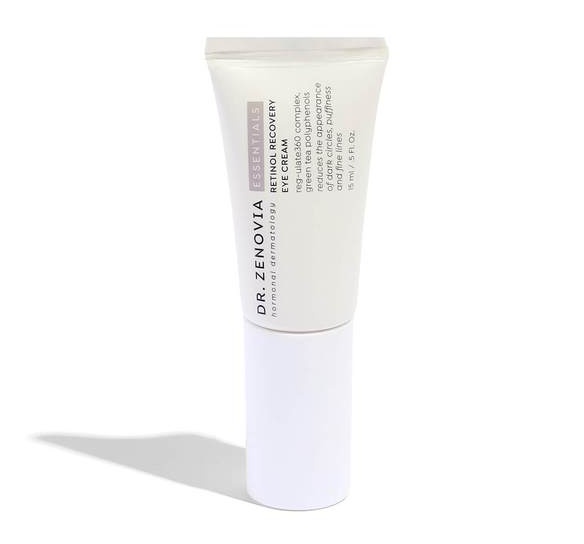 DR. ZENOVIA
hormonal dermatology
ESSENTIALS
RETINOL RECOVERY
EYE CREAM
reg-ulate360 complex,
green tea polyphenols
reduces the appearance
of dark circles, puffiness
and fine lines
15 ml / .5 Fl. Oz.